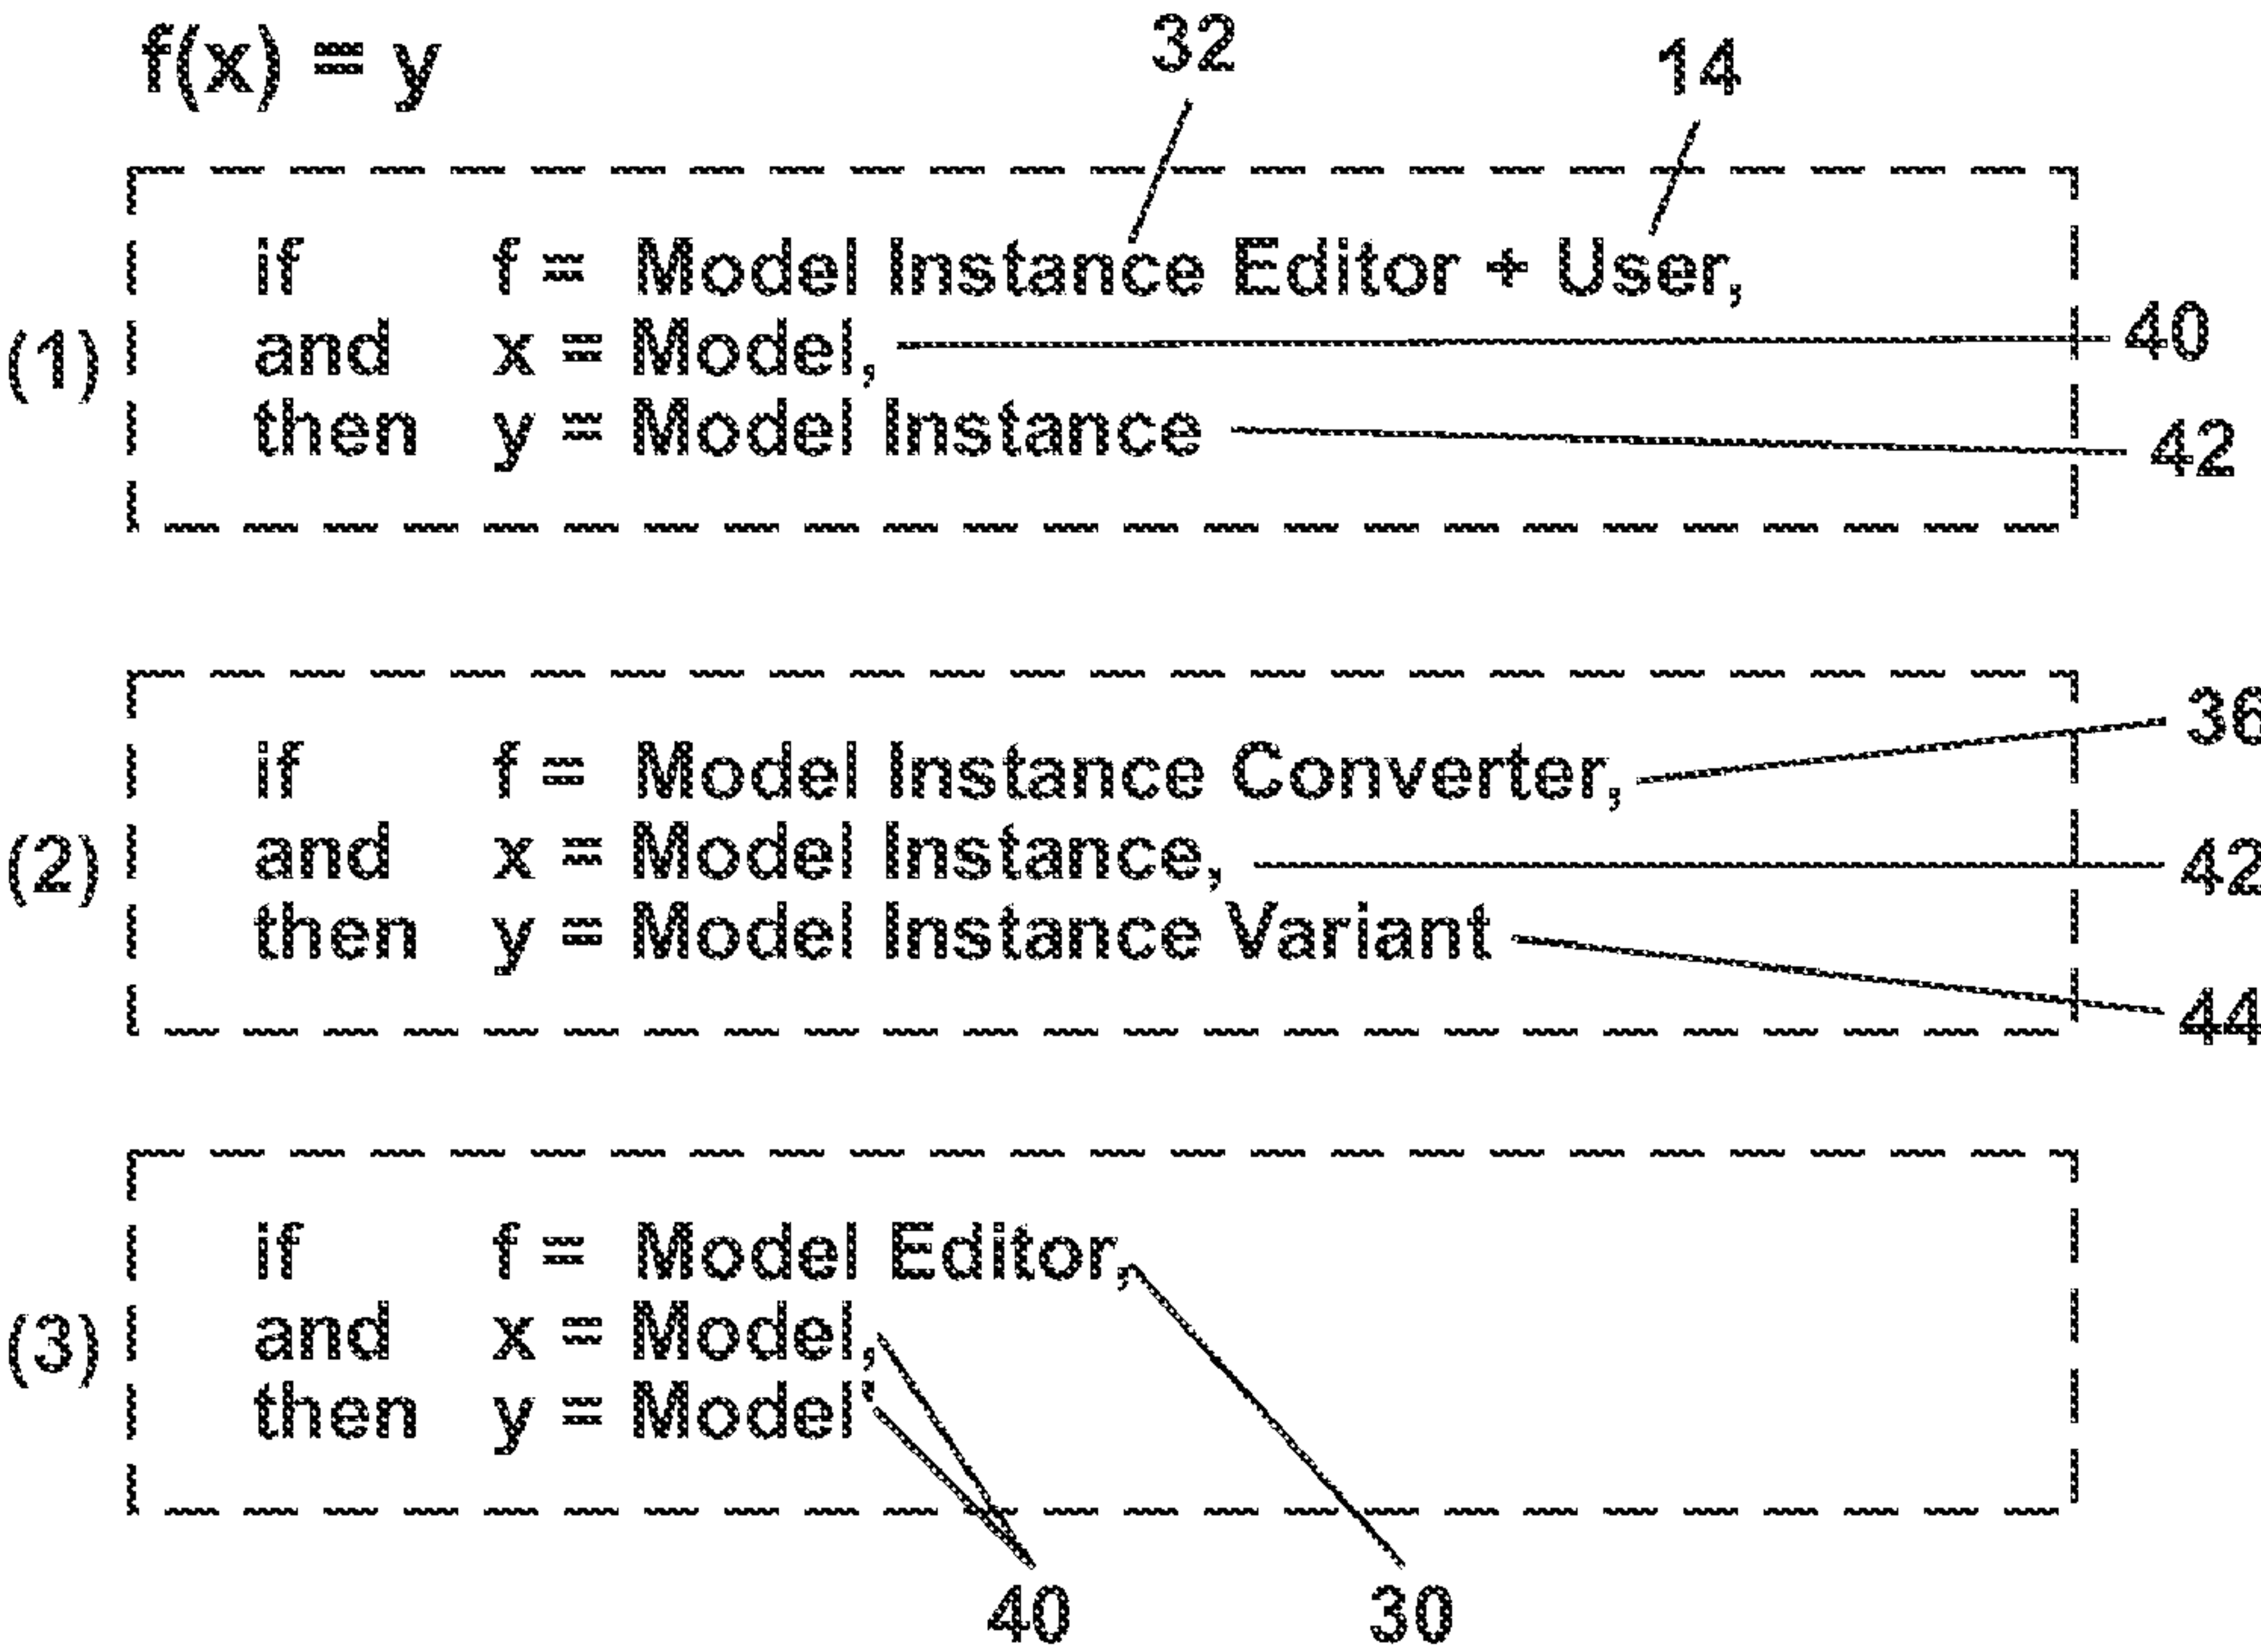 f(x) = y
32
14
if f = Model Instance Editor + User,
(1) and x = Model, 40
then y = Model Instance 42
36
if f = Model Instance Converter,
(2) and x = Model Instance, 42
then y = Model Instance Variant
44
if f = Model Editor,
(3) and x = Model,
then y = Model'
40 30